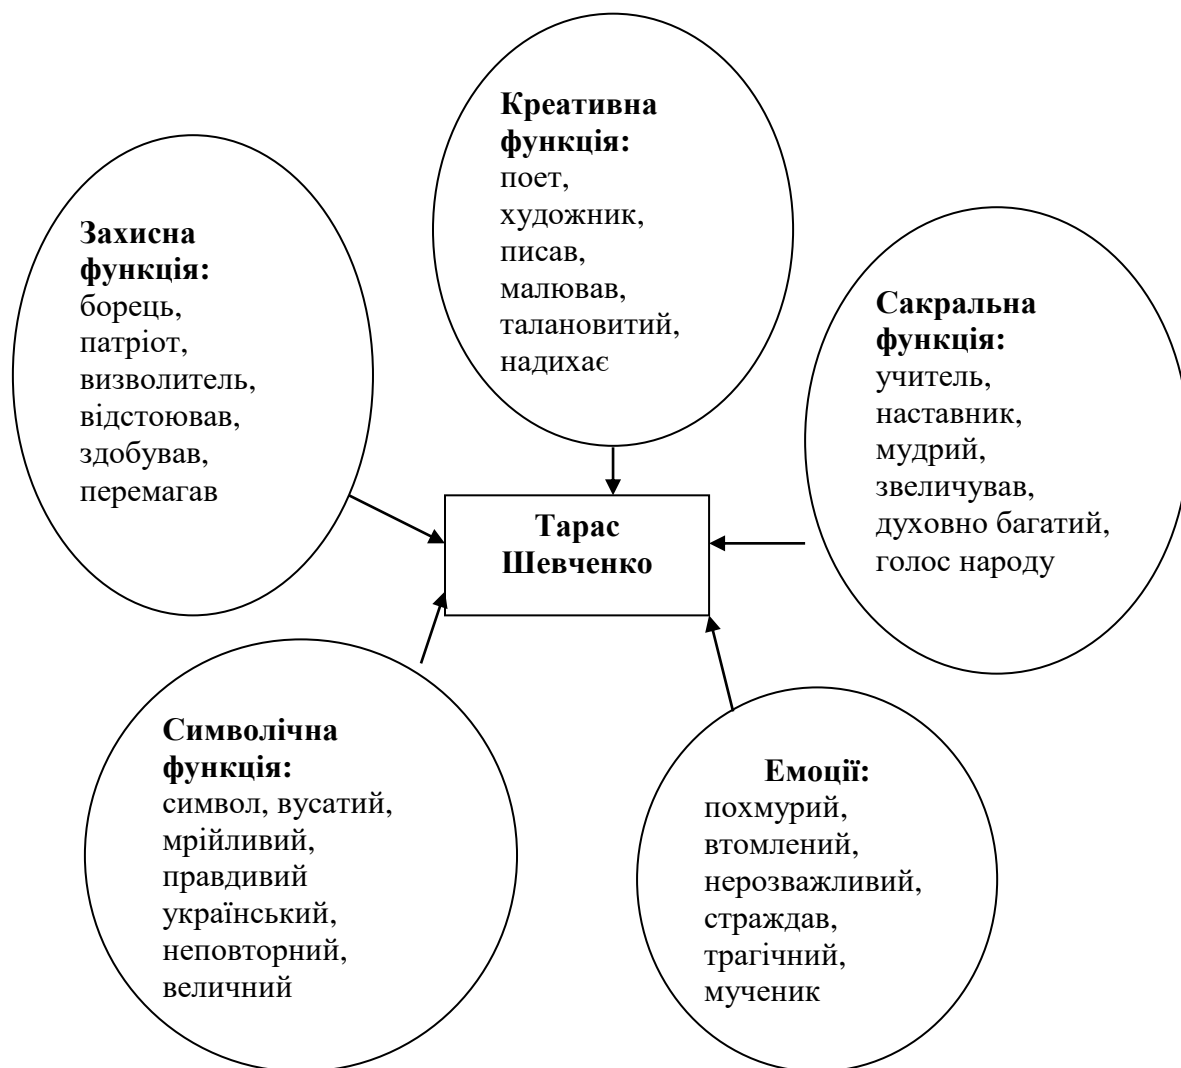 Креативна
функція:
поет,
художник,
писав,
малював,
талановитий,
надихає
Захисна
функція:
борець,
патріот,
визволитель,
відстоював,
здобував,
перемагав
Сакральна
функція:
учитель,
наставник,
мудрий,
звеличував,
духовно багатий,
голос народу
Тарас
Шевченко
Символічна
функція:
символ, вусатий,
мрійливий,
правдивий
український,
неповторний,
величний
Емоції:
похмурий,
втомлений,
нерозважливий,
страждав,
трагічний,
мученик